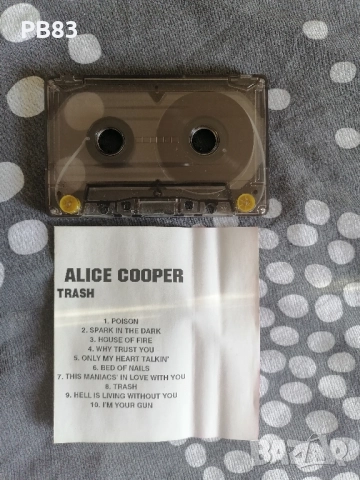 PB83
ALICE COOPER
TRASH
1. POISON
2. SPARK IN THE DARK
3. HOUSE OF FIRE
4. WHY TRUST YOU
5. ONLY MY HEART TALKIN'
6. BED OF NAILS
7. THIS MANIACS' IN LOVE WITH YOU
8. TRASH
9. HELL IS LIVING WITHOUT YOU
10. I'M YOUR GUN